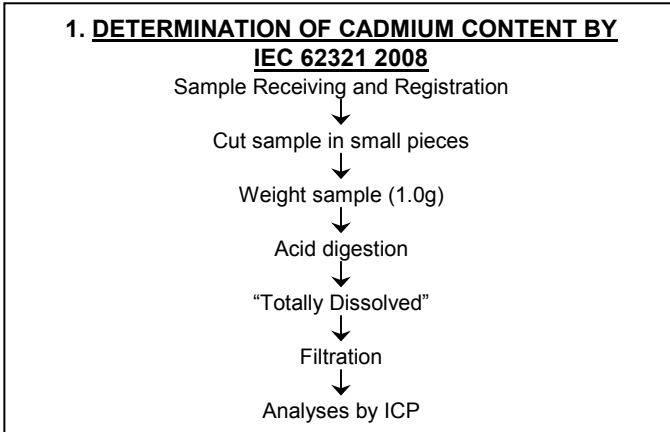 1. DETERMINATION OF CADMIUM CONTENT BY
IEC 62321 2008
Sample Receiving and Registration
Cut sample in small pieces
Weight sample (1.0g)
Acid digestion
“Totally Dissolved”
Filtration
Analyses by ICP